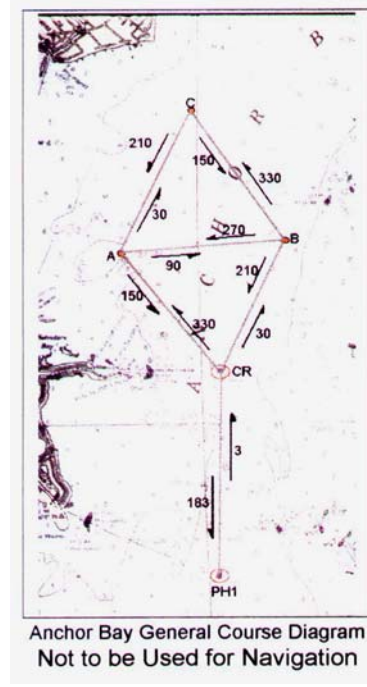 B
C
R
210
150
330
30
H
270
B
A
90
210
C
150
330
30
CR
A
3
183
PH1
Anchor Bay General Course Diagram
Not to be Used for Navigation